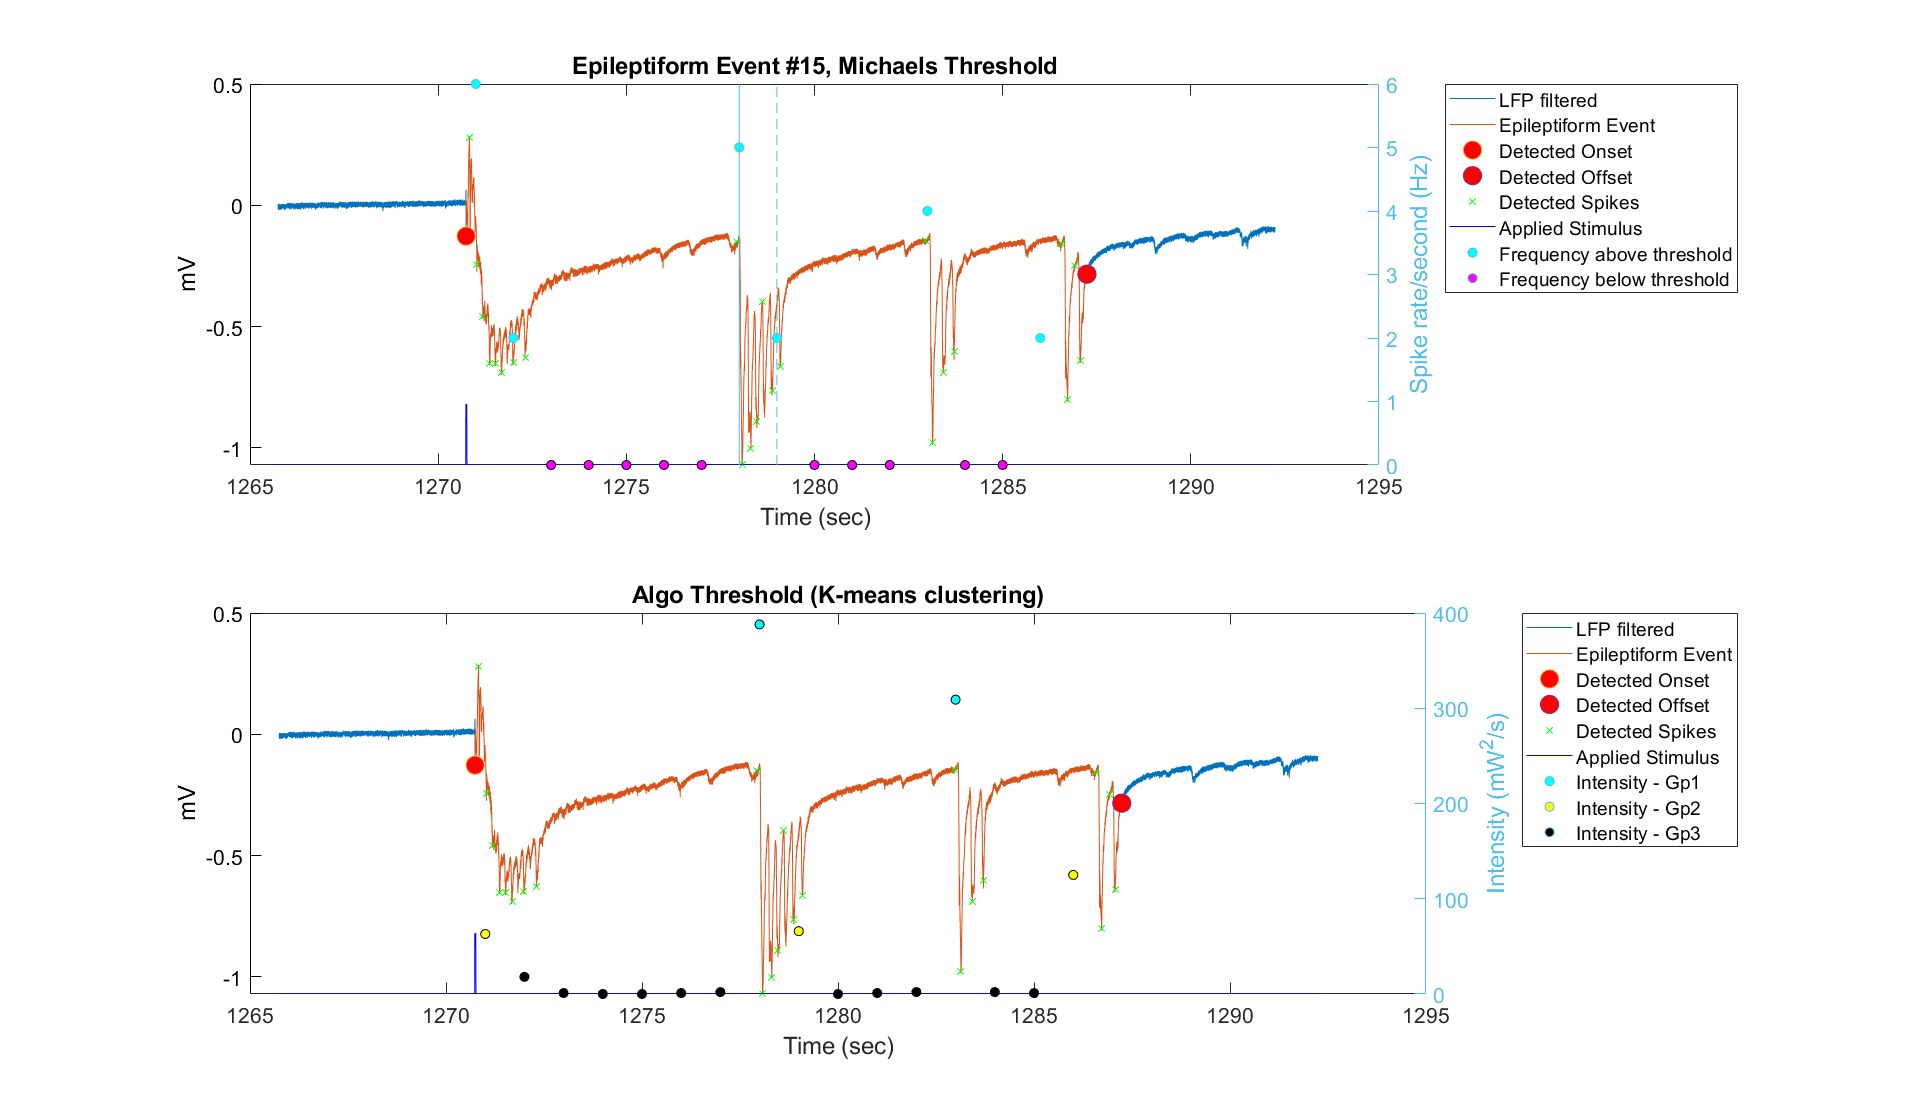 Epileptiform Event #15, Michaels Threshold
0.5
0
-0.5
-1
mV
1265
1270
1275
1280
1285
1290
1295
Time (sec)
6
5
4
3
2
1
0
Spike rate/second (Hz)
LFP filtered
Epileptiform Event
Detected Onset
Detected Offset
Detected Spikes
Applied Stimulus
Frequency above threshold
Frequency below threshold
Algo Threshold (K-means clustering)
0.5
0
-0.5
-1
mV
1265
1270
1275
1280
1285
1290
1295
Time (sec)
400
300
200
100
0
Intensity (mW²/s)
LFP filtered
Epileptiform Event
Detected Onset
Detected Offset
Detected Spikes
Applied Stimulus
Intensity - Gp1
Intensity - Gp2
Intensity - Gp3